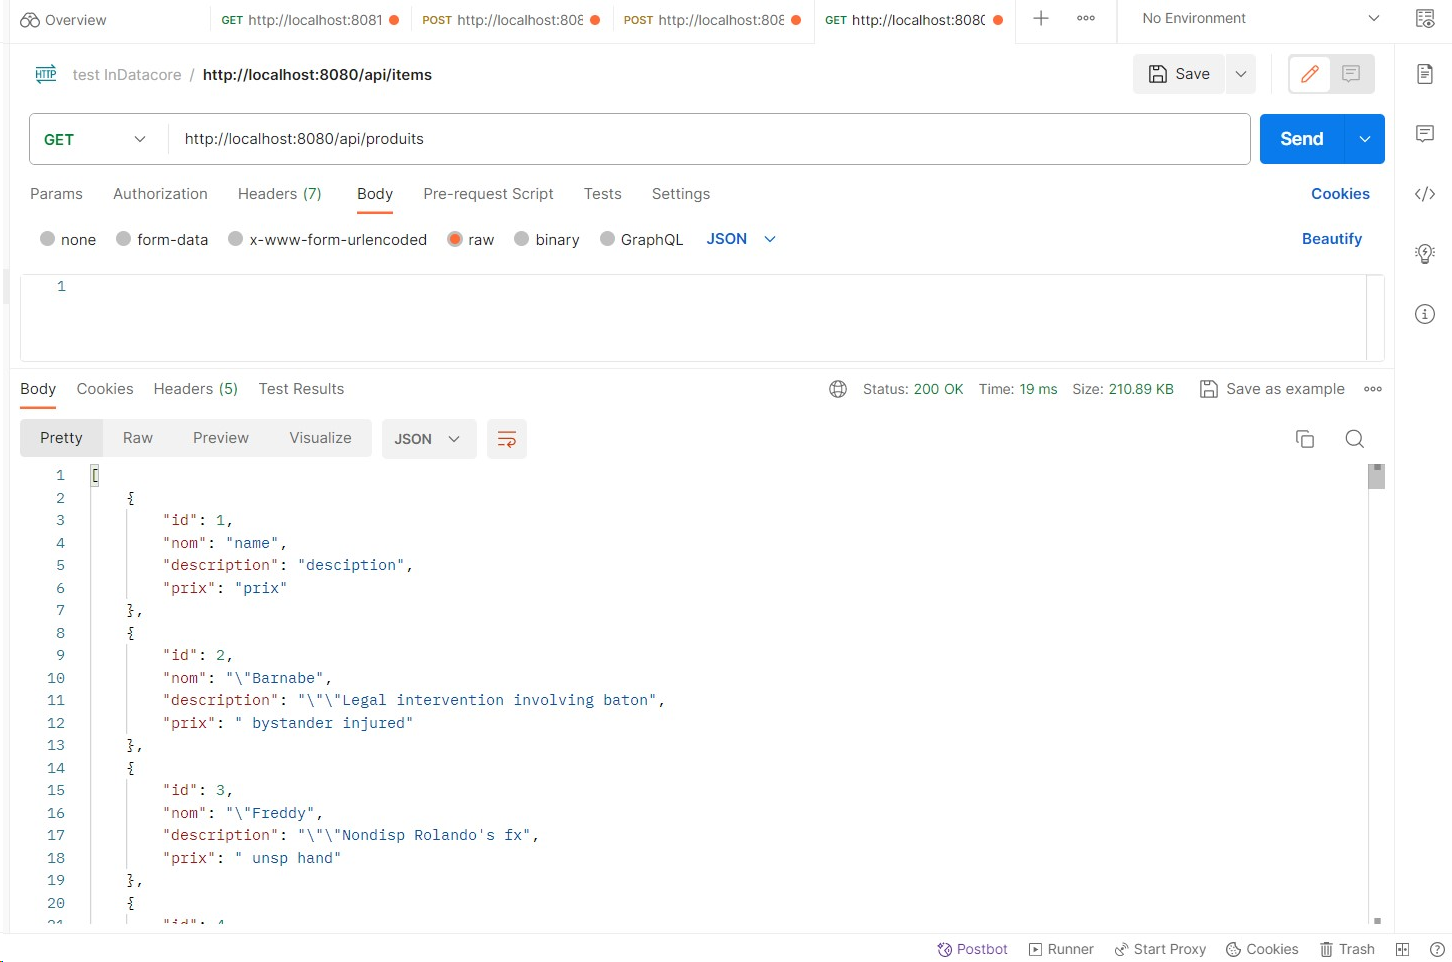 Overview GET http://localhost:8081 POST http://localhost:808 POST http://localhost:808 GET http://localhost:8080 No Environment
HTTP test InDatacore / http://localhost:8080/api/items Save
GET http://localhost:8080/api/produits Send
Params Authorization Headers (7) Body Pre-request Script Tests Settings Cookies
none form-data x-www-form-urlencoded raw binary GraphQL JSON Beautify
1
Body Cookies Headers (5) Test Results Status: 200 OK Time: 19 ms Size: 210.89 KB Save as example
Pretty Raw Preview Visualize JSON
1 [
2 {
3 "id": 1,
4 "nom": "name",
5 "description": "desciption",
6 "prix": "prix"
7 },
8 {
9 "id": 2,
10 "nom": "\"Barnabe",
11 "description": "\"\"Legal intervention involving baton",
12 "prix": " bystander injured"
13 },
14 {
15 "id": 3,
16 "nom": "\"Freddy",
17 "description": "\"\"Nondisp Rolando's fx",
18 "prix": " unsp hand"
19 },
20 {
21 "id": 4
Postbot Runner Start Proxy Cookies Trash